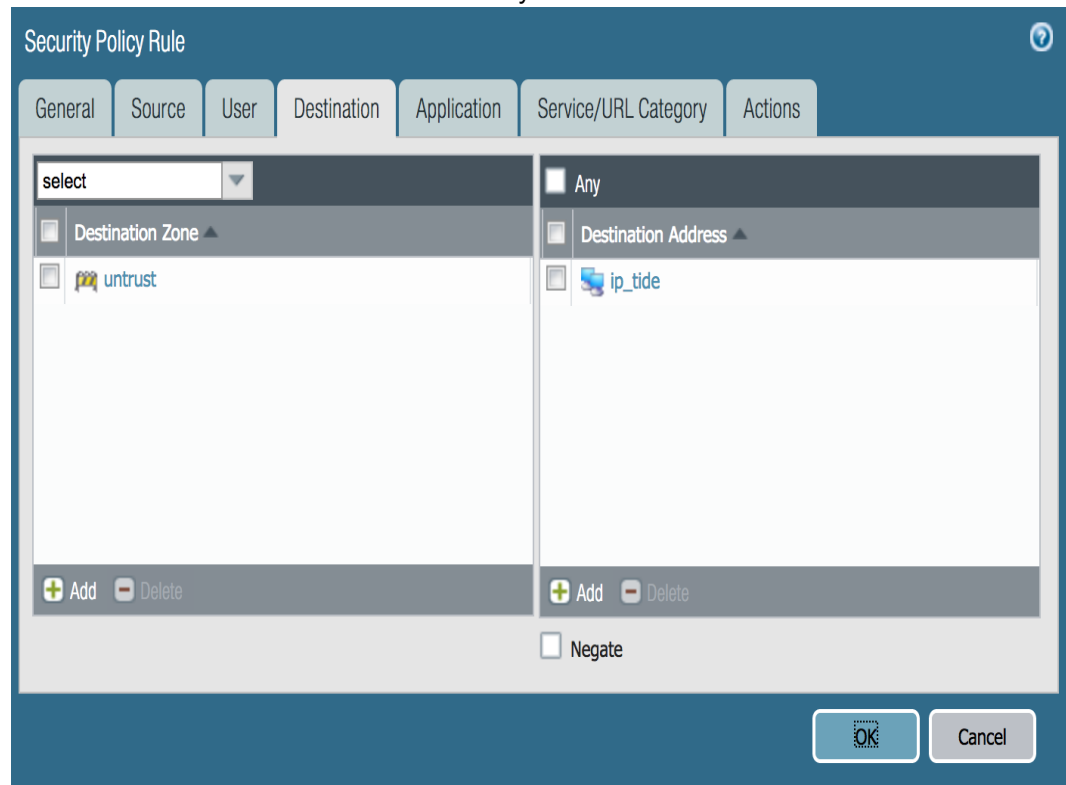 Security Policy Rule
General Source User Destination Application Service/URL Category Actions
select
Any
Destination Zone
Destination Address
untrust
ip_tide
Add Delete
Add Delete
Negate
OK Cancel